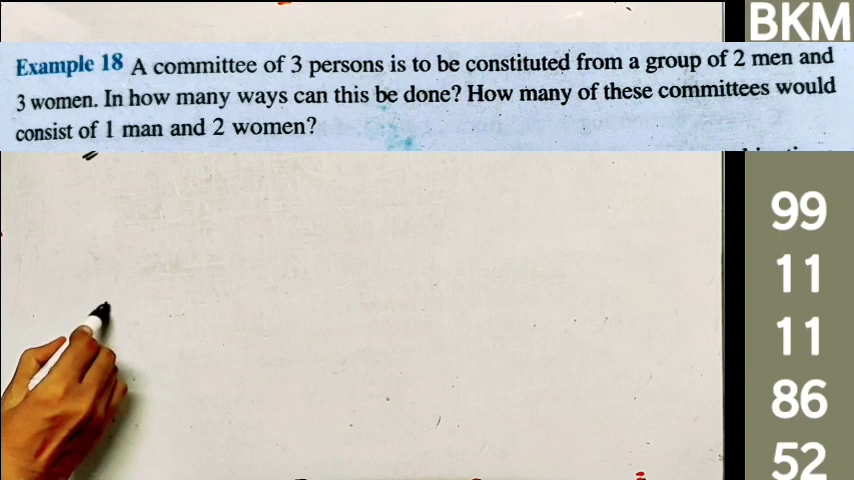 BKM
Example 18 A committee of 3 persons is to be constituted from a group of 2 men and
3 women. In how many ways can this be done? How many of these committees would
consist of 1 man and 2 women?
99
11
11
86
52